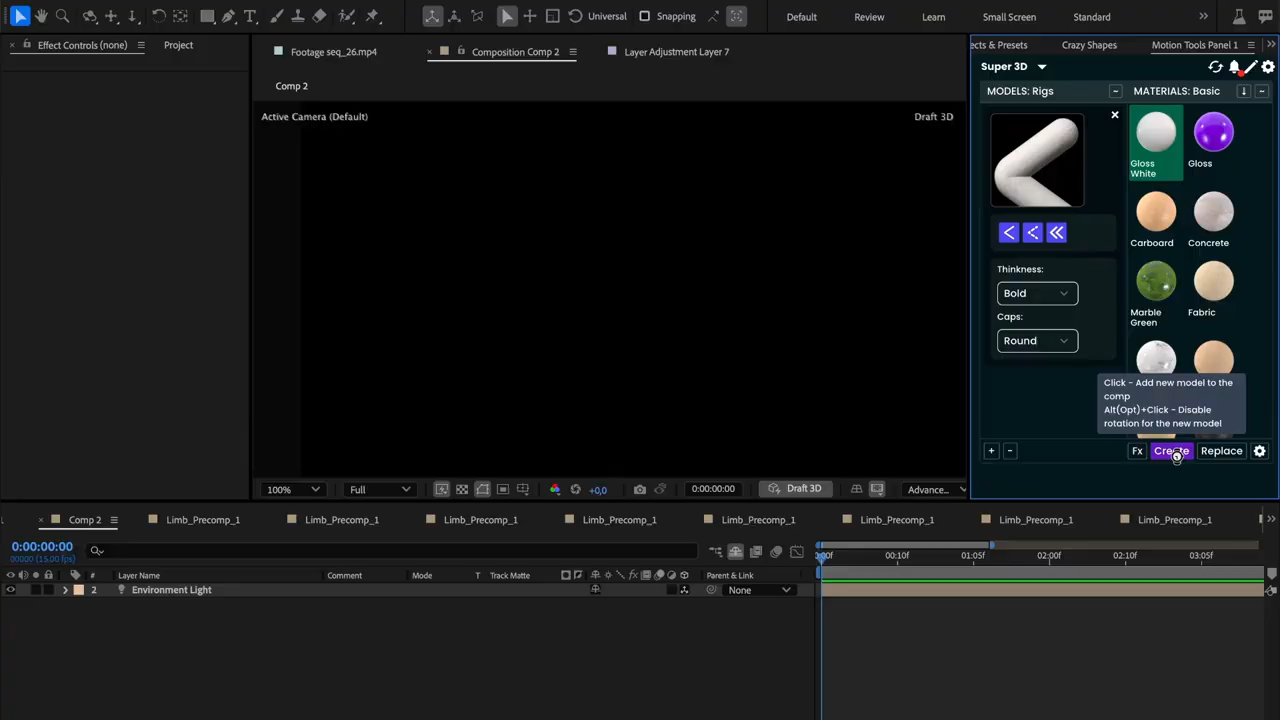 Universal
Snapping
Default
Review
Learn
Small Screen
Standard
Effect Controls (none)
Project
Footage seq_26.mp4
Composition Comp 2
Layer Adjustment Layer 7
ects & Presets
Crazy Shapes
Motion Tools Panel 1
Comp 2
Super 3D
MODELS: Rigs
MATERIALS: Basic
Active Camera (Default)
Draft 3D
Gloss
White
Gloss
Carboard
Concrete
Thinkness:
Bold
Marble
Green
Fabric
Caps:
Round
Click - Add new model to the
comp
Alt(Opt)+Click - Disable
rotation for the new model
+
-
Fx
Create
Replace
100%
Full
+0,0
0:00:00:00
Draft 3D
Advance...
Comp 2
Limb_Precomp_1
Limb_Precomp_1
Limb_Precomp_1
Limb_Precomp_1
Limb_Precomp_1
Limb_Precomp_1
Limb_Precomp_1
Limb_Precomp_1
0:00:00:00
00000 (15.00 fps)
:00f
00:10f
01:05f
02:00f
02:10f
03:05f
#
Layer Name
Comment
Mode
T
Track Matte
Parent & Link
2
Environment Light
None